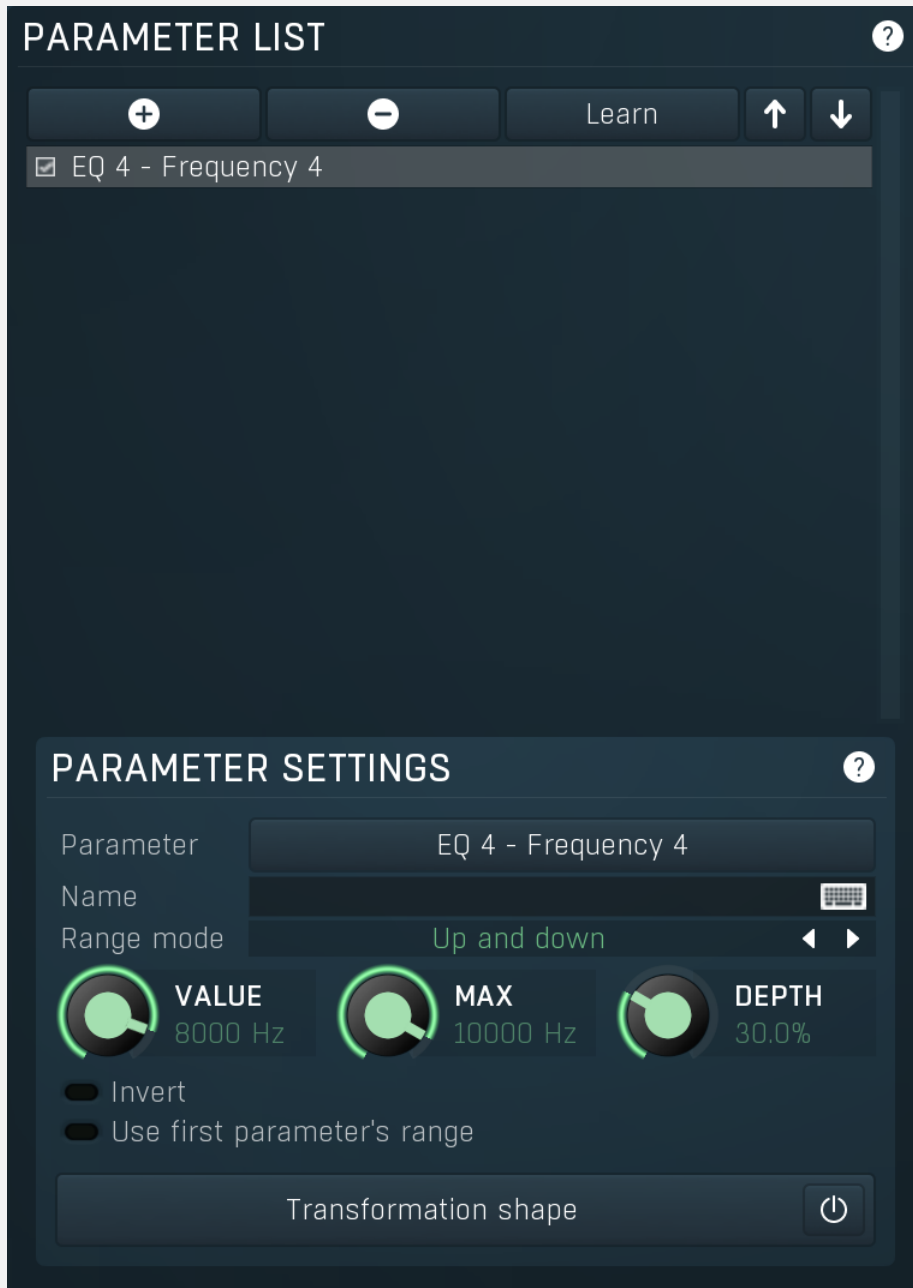 PARAMETER LIST
?
Learn
EQ 4 - Frequency 4
PARAMETER SETTINGS
?
Parameter
EQ 4 - Frequency 4
Name
Range mode
Up and down
VALUE
8000 Hz
MAX
10000 Hz
DEPTH
30.0%
Invert
Use first parameter's range
Transformation shape